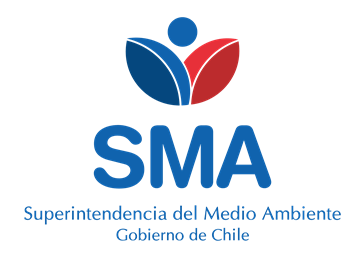 SMA
Superintendencia del Medio Ambiente
Gobierno de Chile